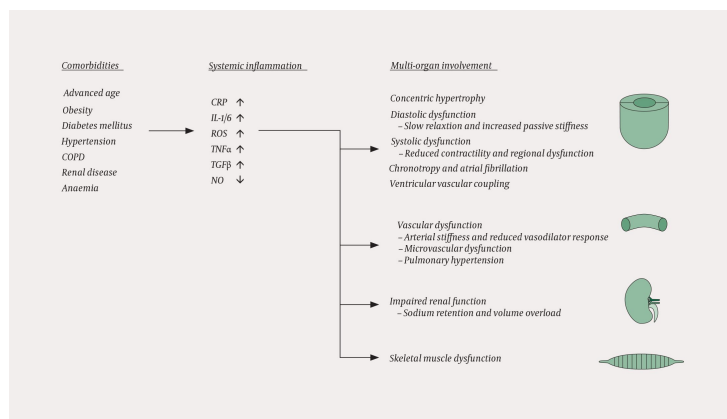 Comorbidities
Advanced age
Obesity
Diabetes mellitus
Hypertension
COPD
Renal disease
Anaemia
Systemic inflammation
CRP ↑
IL-1/6 ↑
ROS ↑
TNFα ↑
TGFβ ↑
NO ↓
Multi-organ involvement
Concentric hypertrophy
Diastolic dysfunction
– Slow relaxtion and increased passive stiffness
Systolic dysfunction
– Reduced contractility and regional dysfunction
Chronotropy and atrial fibrillation
Ventricular vascular coupling
Vascular dysfunction
– Arterial stiffness and reduced vasodilator response
– Microvascular dysfunction
– Pulmonary hypertension
Impaired renal function
– Sodium retention and volume overload
Skeletal muscle dysfunction